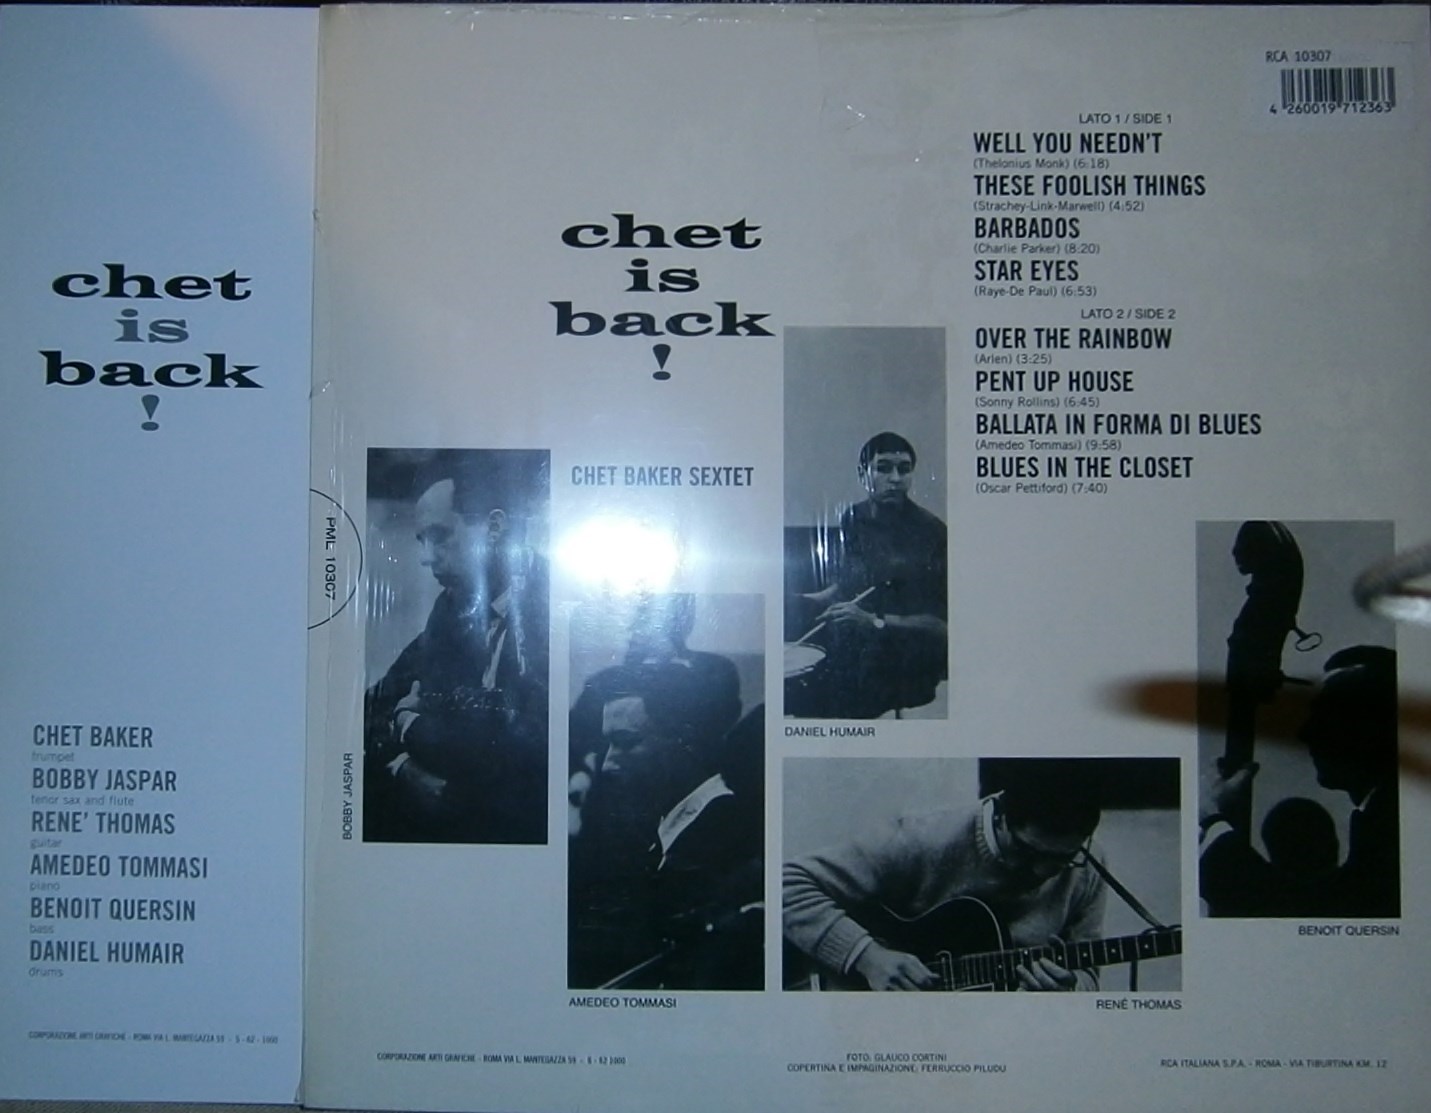 chet
is
back
!
CHET BAKER
trumpet
BOBBY JASPAR
tenor sax and flute
RENE' THOMAS
guitar
AMEDEO TOMMASI
piano
BENOIT QUERSIN
bass
DANIEL HUMAIR
drums
CORPORAZIONE ARTI GRAFICHE - ROMA VIA L. MANTEGAZZA 59 - 5 - 62 - 1000
PML 10307
chet
is
back
!
CHET BAKER SEXTET
BOBBY JASPAR
AMEDEO TOMMASI
DANIEL HUMAIR
RENÉ THOMAS
BENOIT QUERSIN
RCA 10307
4 260019 712363
LATO 1 / SIDE 1
WELL YOU NEEDN'T
(Thelonius Monk) (6:18)
THESE FOOLISH THINGS
(Strachey-Link-Marwell) (4:52)
BARBADOS
(Charlie Parker) (8:20)
STAR EYES
(Raye-De Paul) (6:53)
LATO 2 / SIDE 2
OVER THE RAINBOW
(Arlen) (3:25)
PENT UP HOUSE
(Sonny Rollins) (6:45)
BALLATA IN FORMA DI BLUES
(Amedeo Tommasi) (9:58)
BLUES IN THE CLOSET
(Oscar Pettiford) (7:40)
CORPORAZIONE ARTI GRAFICHE - ROMA VIA L. MANTEGAZZA 59 - 6 - 62 1000
FOTO: GLAUCO CORTINI
COPERTINA E IMPAGINAZIONE: FERRUCCIO PILUDU
RCA ITALIANA S.P.A. - ROMA - VIA TIBURTINA KM. 12